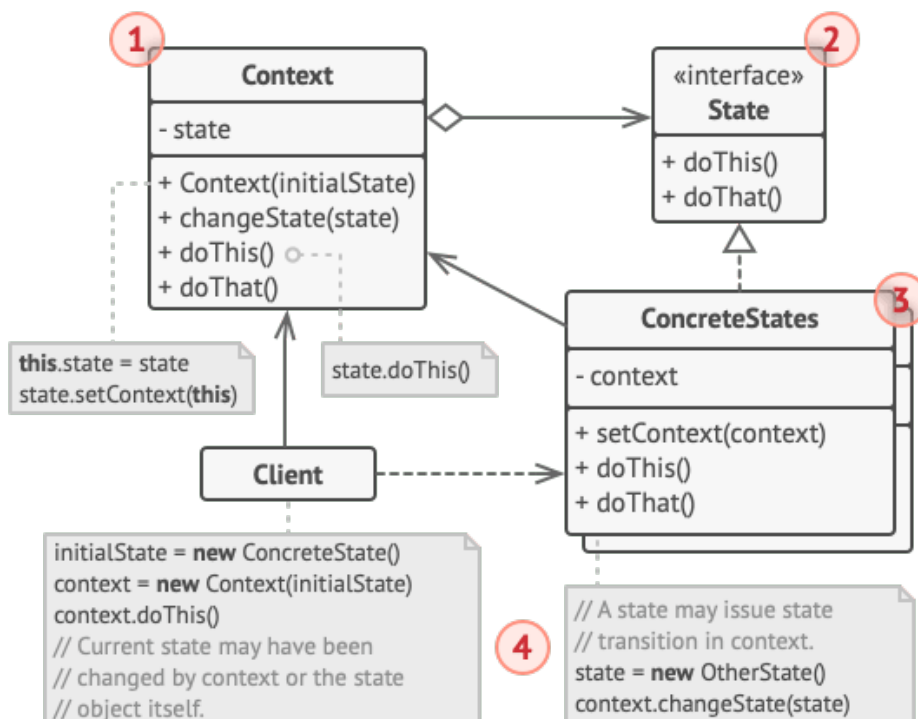 1
Context
- state
+ Context(initialState)
+ changeState(state)
+ doThis()
+ doThat()
2
«interface»
State
+ doThis()
+ doThat()
3
ConcreteStates
- context
+ setContext(context)
+ doThis()
+ doThat()
this.state = state
state.setContext(this)
state.doThis()
Client
initialState = new ConcreteState()
context = new Context(initialState)
context.doThis()
// Current state may have been
// changed by context or the state
// object itself.
4
// A state may issue state
// transition in context.
state = new OtherState()
context.changeState(state)